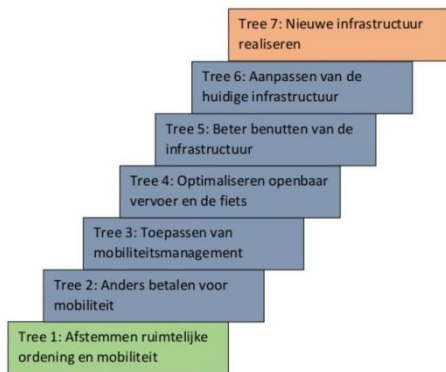 Tree 7: Nieuwe infrastructuur
realiseren
Tree 6: Aanpassen van de
huidige infrastructuur
Tree 5: Beter benutten van de
infrastructuur
Tree 4: Optimaliseren openbaar
vervoer en de fiets
Tree 3: Toepassen van
mobiliteitsmanagement
Tree 2: Anders betalen voor
mobiliteit
Tree 1: Afstemmen ruimtelijke
ordening en mobiliteit